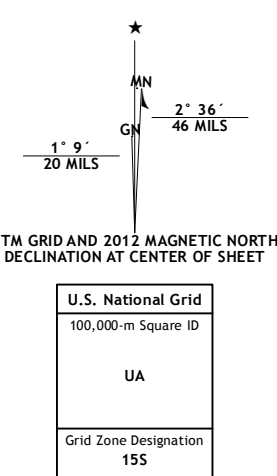 ★
MN
2° 36´
46 MILS
GN
1° 9´
20 MILS
TM GRID AND 2012 MAGNETIC NORTH
DECLINATION AT CENTER OF SHEET
U.S. National Grid
100,000-m Square ID
UA
Grid Zone Designation
15S